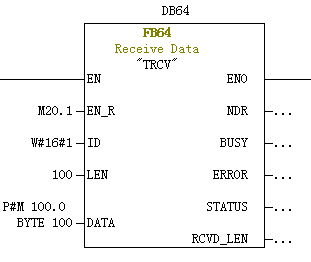 DB64
FB64
Receive Data
"TRCV"
EN ENO
M20.1 EN_R NDR ...
W#16#1 ID BUSY ...
100 LEN ERROR ...
P#M 100.0 STATUS ...
BYTE 100 DATA
RCVD_LEN ...